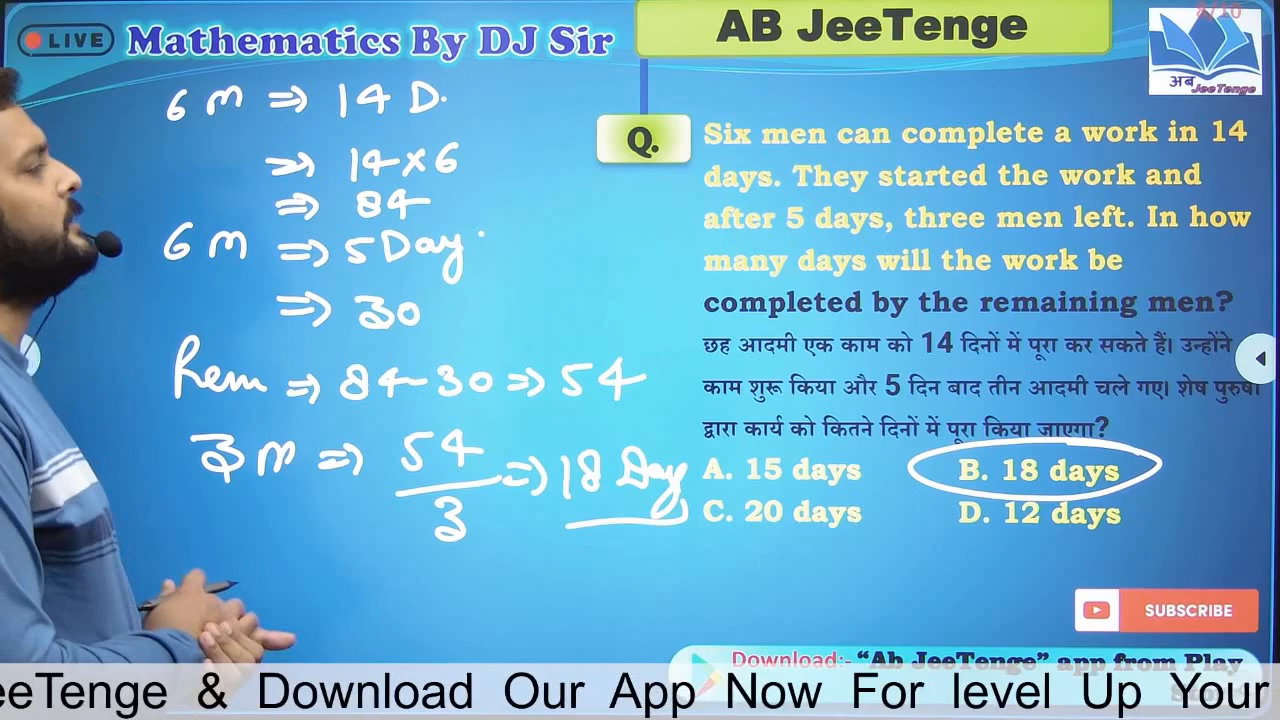 LIVE
Mathematics By DJ Sir
AB JeeTenge
8/10
अब JeeTenge
6 m ⇒ 14 D.
⇒ 14 × 6
⇒ 84
6 m ⇒ 5 Day.
⇒ 30
Rem ⇒ 84 - 30 ⇒ 54
3 m ⇒ 54/3 ⇒ 18 Day
Q.
Six men can complete a work in 14
days. They started the work and
after 5 days, three men left. In how
many days will the work be
completed by the remaining men?
छह आदमी एक काम को 14 दिनों में पूरा कर सकते हैं। उन्होंने
काम शुरू किया और 5 दिन बाद तीन आदमी चले गए। शेष पुरुषों
द्वारा कार्य को कितने दिनों में पूरा किया जाएगा?
A. 15 days B. 18 days
C. 20 days D. 12 days
SUBSCRIBE
Download:- “Ab JeeTenge” app from Play
eeTenge & Download Our App Now For level Up Your